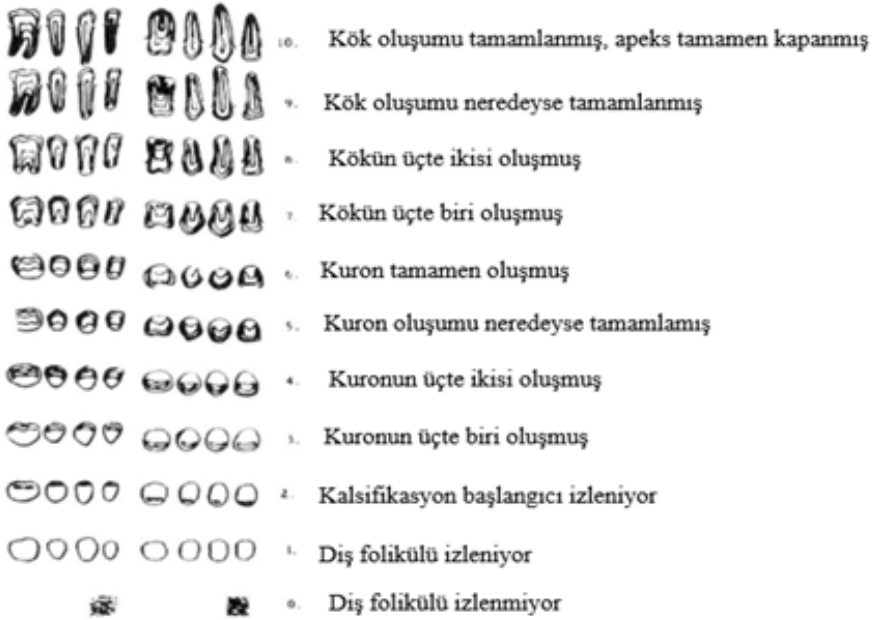 10. Kök oluşumu tamamlanmış, apeks tamamen kapanmış
9. Kök oluşumu neredeyse tamamlanmış
8. Kökün üçte ikisi oluşmuş
7. Kökün üçte biri oluşmuş
6. Kuron tamamen oluşmuş
5. Kuron oluşumu neredeyse tamamlamış
4. Kuronun üçte ikisi oluşmuş
3. Kuronun üçte biri oluşmuş
2. Kalsifikasyon başlangıcı izleniyor
1. Diş folikülü izleniyor
0. Diş folikülü izlenmiyor